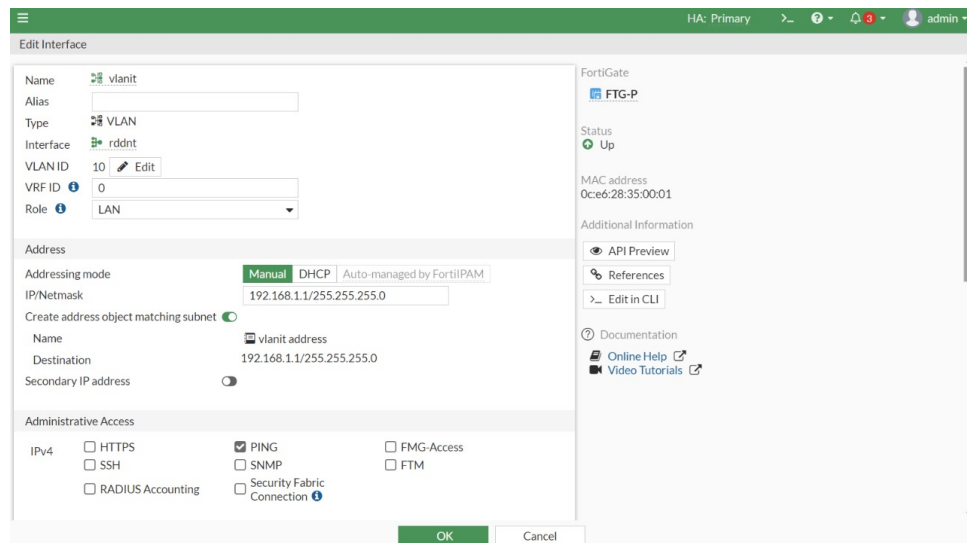 HA: Primary >_ 3 admin
Edit Interface
Name vlanit
Alias
Type VLAN
Interface rddnt
VLAN ID 10 Edit
VRF ID 0
Role LAN
Address
Addressing mode Manual DHCP Auto-managed by FortiIPAM
IP/Netmask 192.168.1.1/255.255.255.0
Create address object matching subnet
Name vlanit address
Destination 192.168.1.1/255.255.255.0
Secondary IP address
Administrative Access
IPv4 HTTPS PING FMG-Access
SSH SNMP FTM
RADIUS Accounting Security Fabric
Connection
OK Cancel
FortiGate
FTG-P
Status
Up
MAC address
0c:e6:28:35:00:01
Additional Information
API Preview
References
>_ Edit in CLI
Documentation
Online Help
Video Tutorials